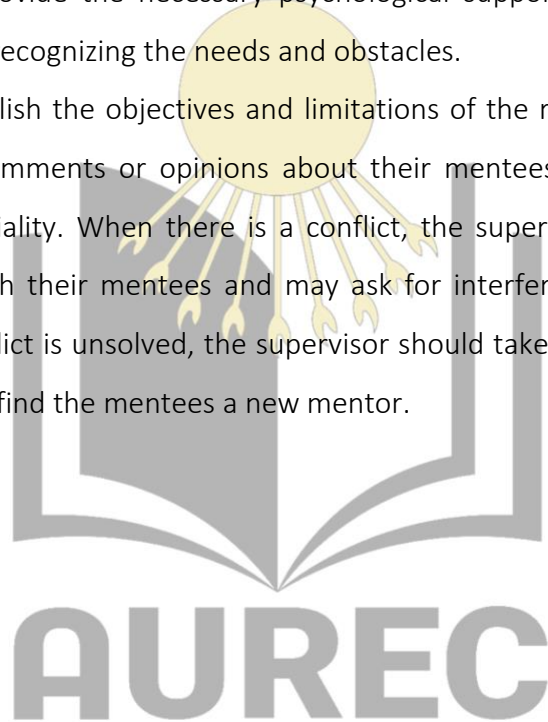 ovide the necessary psychological suppor
ecognizing the needs and obstacles.
lish the objectives and limitations of the
omments or opinions about their mentees
iality. When there is a conflict, the super
h their mentees and may ask for interfer
lict is unsolved, the supervisor should take
find the mentees a new mentor.
AUREC